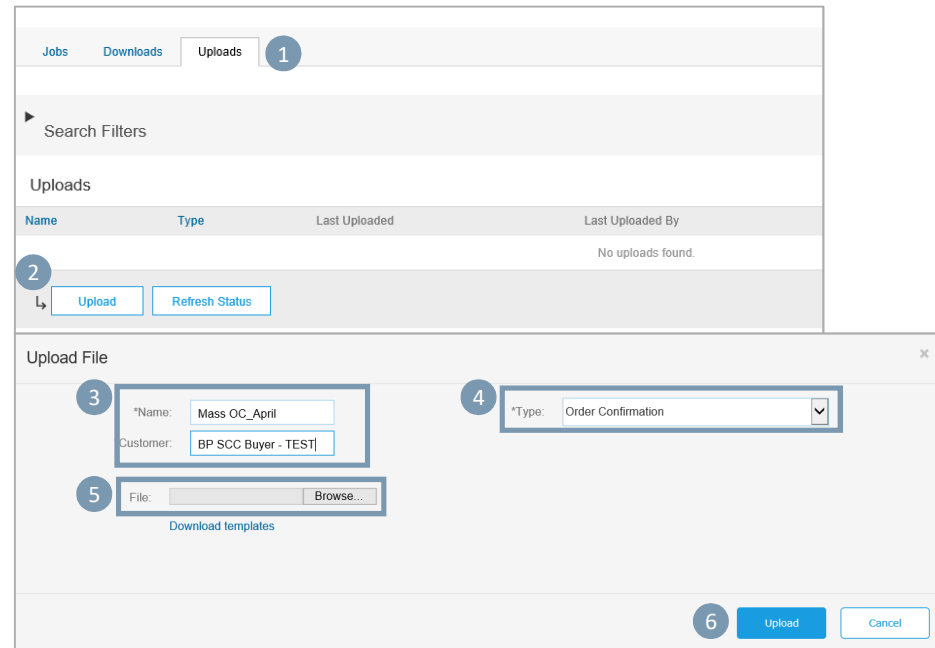 Jobs Downloads Uploads 1
Search Filters
Uploads
Name Type Last Uploaded Last Uploaded By
No uploads found.
2
Upload Refresh Status
Upload File ×
3 *Name: Mass OC_April 4 *Type: Order Confirmation
Customer: BP SCC Buyer - TEST
5 File: Browse...
Download templates
6 Upload Cancel